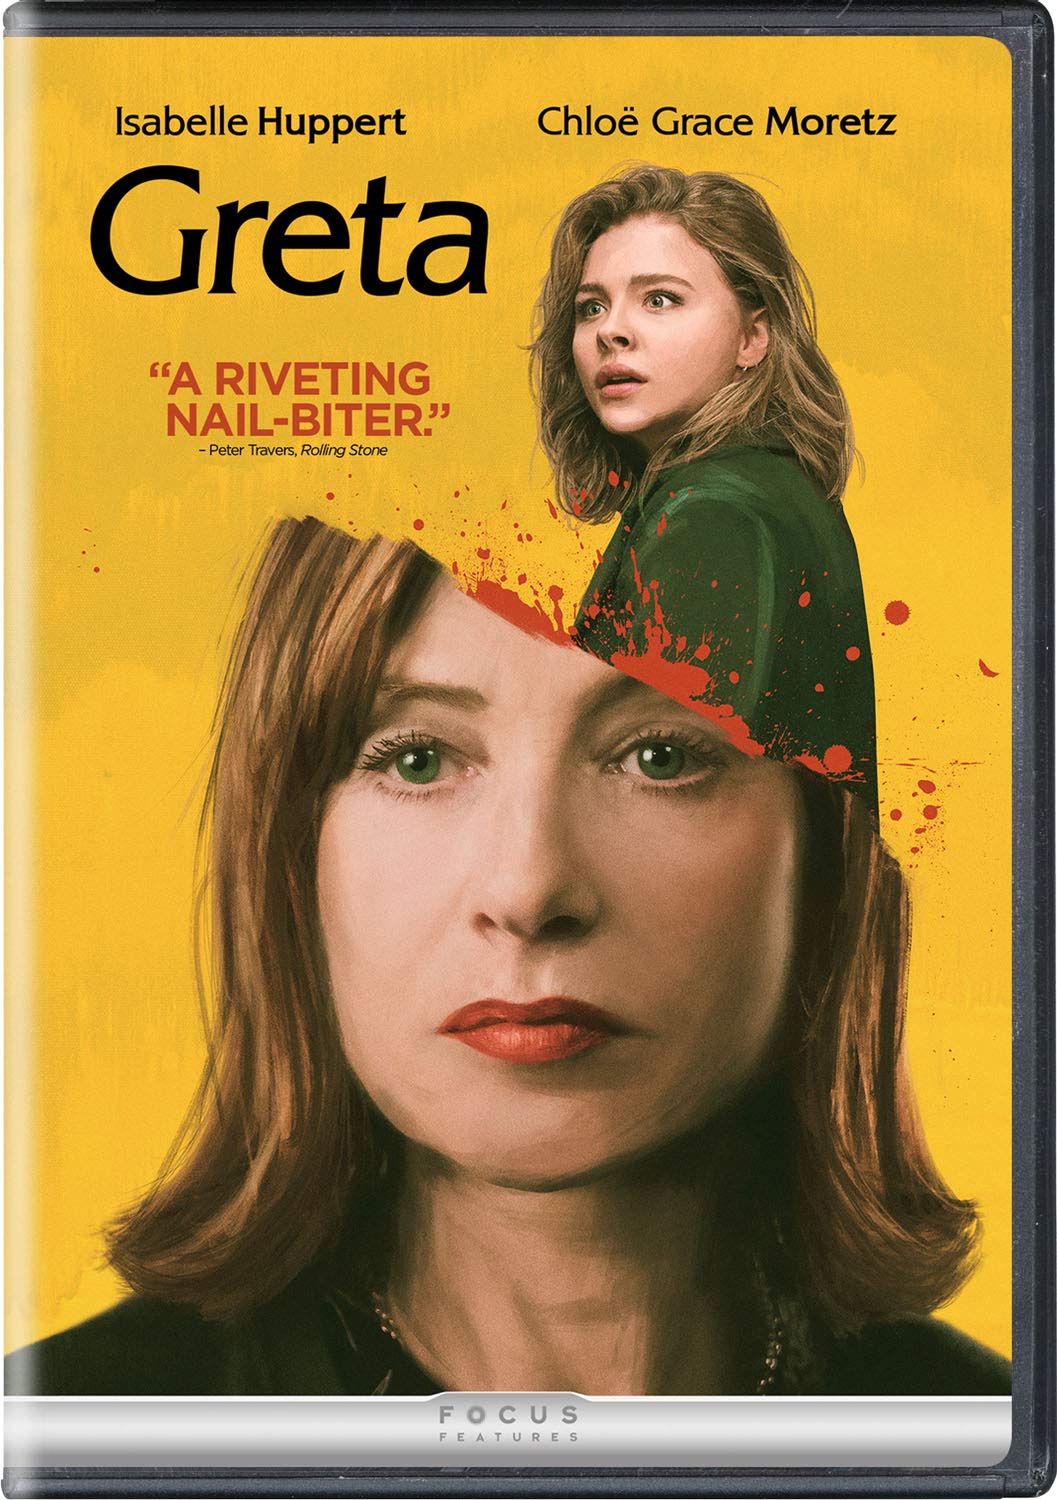 Isabelle Huppert
Chloë Grace Moretz
Greta
“A RIVETING
NAIL-BITER.”
– Peter Travers, Rolling Stone
FOCUS
FEATURES